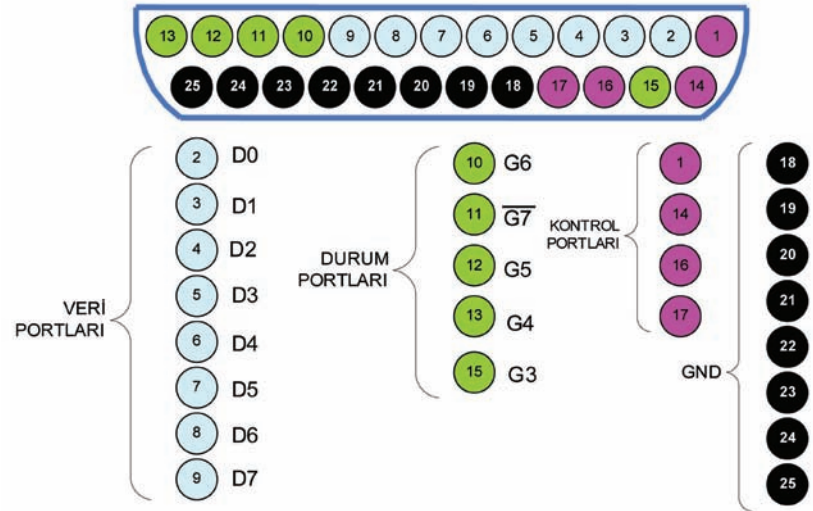 13 12 11 10 9 8 7 6 5 4 3 2 1
25 24 23 22 21 20 19 18 17 16 15 14
VERİ
PORTLARI
2 D0
3 D1
4 D2
5 D3
6 D4
7 D5
8 D6
9 D7
DURUM
PORTLARI
10 G6
11 G̅7̅
12 G5
13 G4
15 G3
KONTROL
PORTLARI
1
14
16
17
GND
18
19
20
21
22
23
24
25